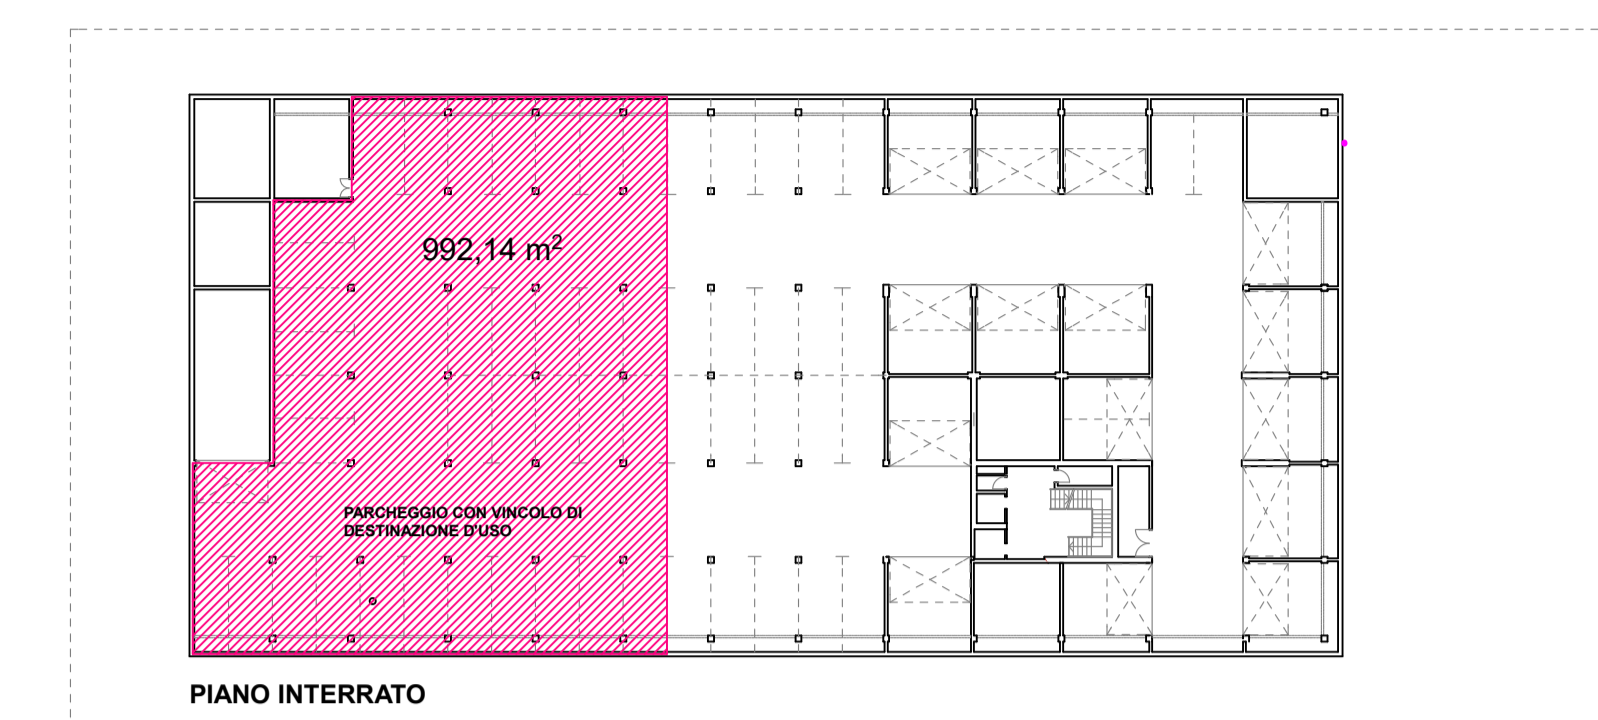 992,14 m²
PARCHEGGIO CON VINCOLO DI
DESTINAZIONE D'USO
PIANO INTERRATO